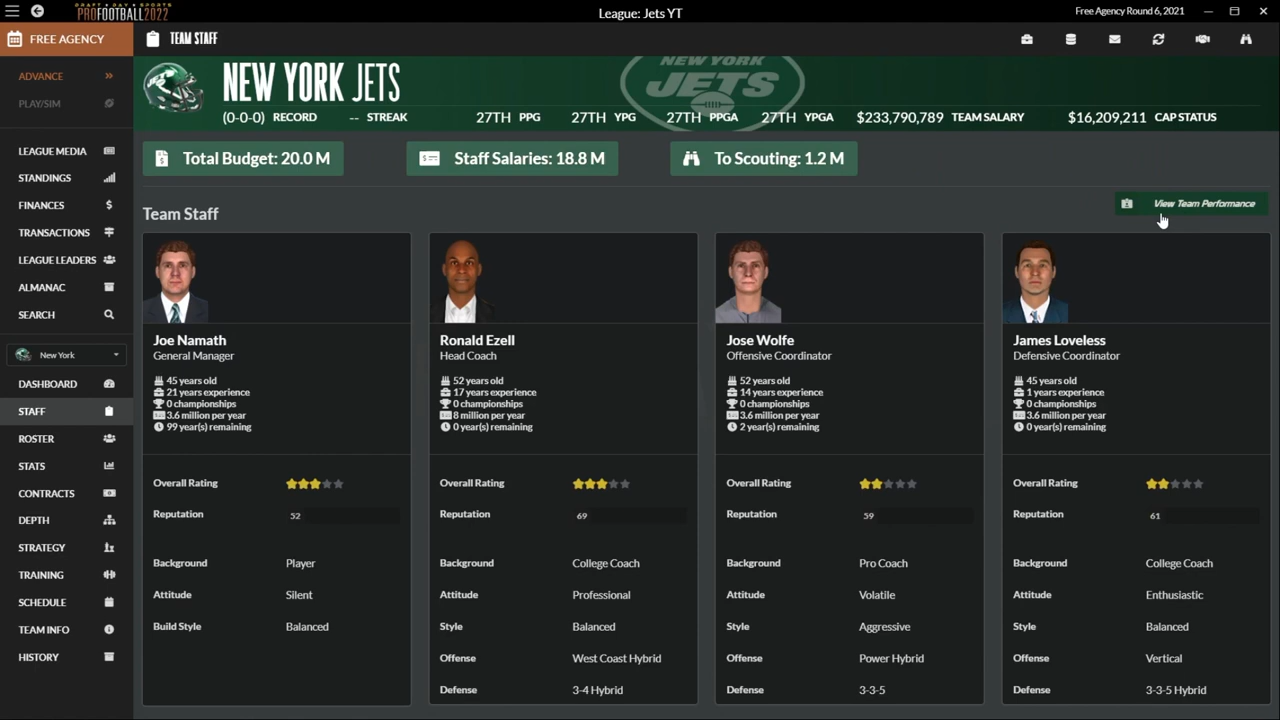 DRAFT DAY SPORTS
PROFOOTBALL2022
League: Jets YT
Free Agency Round 6, 2021
FREE AGENCY
TEAM STAFF
ADVANCE
PLAY/SIM
NEW YORK JETS
NEW YORK
JETS
(0-0-0) RECORD -- STREAK 27TH PPG 27TH YPG 27TH PPGA 27TH YPGA $233,790,789 TEAM SALARY $16,209,211 CAP STATUS
LEAGUE MEDIA
STANDINGS
FINANCES
TRANSACTIONS
LEAGUE LEADERS
ALMANAC
SEARCH
New York
DASHBOARD
STAFF
ROSTER
STATS
CONTRACTS
DEPTH
STRATEGY
TRAINING
SCHEDULE
TEAM INFO
HISTORY
Total Budget: 20.0 M
Staff Salaries: 18.8 M
To Scouting: 1.2 M
View Team Performance
Team Staff
Joe Namath
General Manager
45 years old
21 years experience
0 championships
3.6 million per year
99 year(s) remaining
Overall Rating
Reputation 52
Background Player
Attitude Silent
Build Style Balanced
Ronald Ezell
Head Coach
52 years old
17 years experience
0 championships
8 million per year
0 year(s) remaining
Overall Rating
Reputation 69
Background College Coach
Attitude Professional
Style Balanced
Offense West Coast Hybrid
Defense 3-4 Hybrid
Jose Wolfe
Offensive Coordinator
52 years old
14 years experience
0 championships
3.6 million per year
2 year(s) remaining
Overall Rating
Reputation 59
Background Pro Coach
Attitude Volatile
Style Aggressive
Offense Power Hybrid
Defense 3-3-5
James Loveless
Defensive Coordinator
45 years old
1 years experience
0 championships
3.6 million per year
0 year(s) remaining
Overall Rating
Reputation 61
Background College Coach
Attitude Enthusiastic
Style Balanced
Offense Vertical
Defense 3-3-5 Hybrid